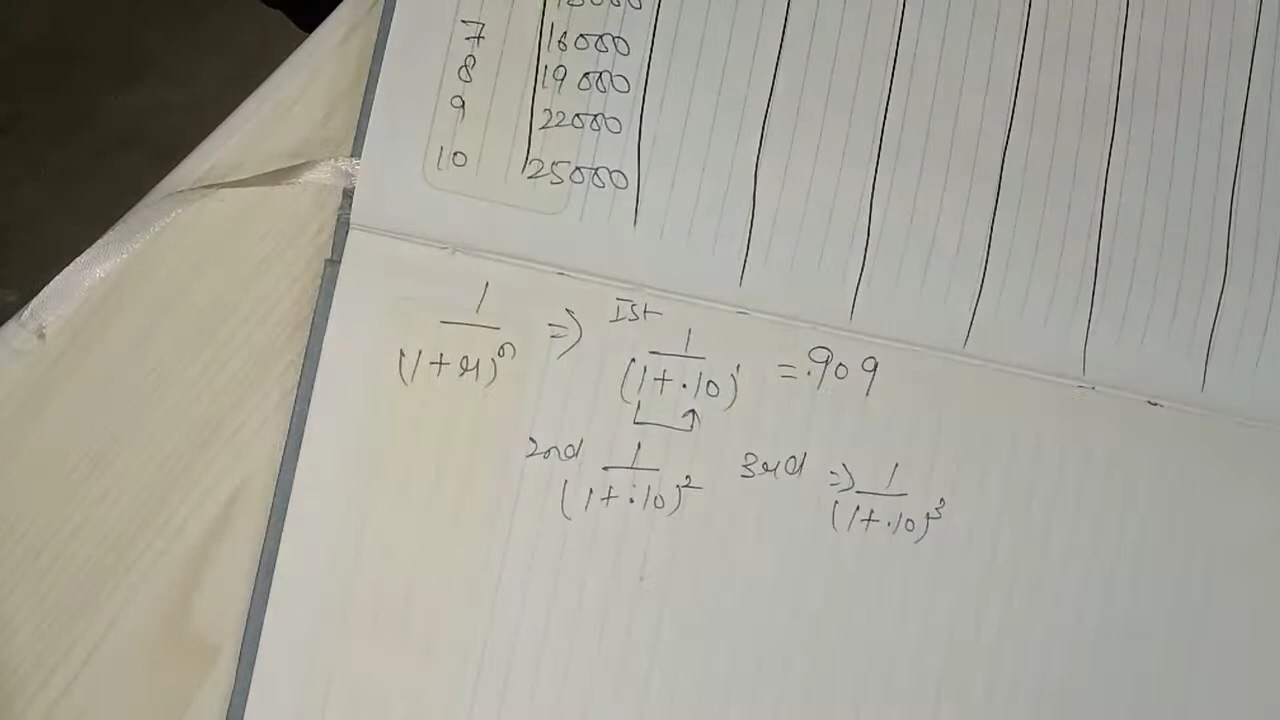 7 16000
8 19000
9 22000
10 25000
1/(1+r)^n => Ist 1/(1+.10)^1 = .909
2nd 1/(1+.10)^2 3rd => 1/(1+.10)^3